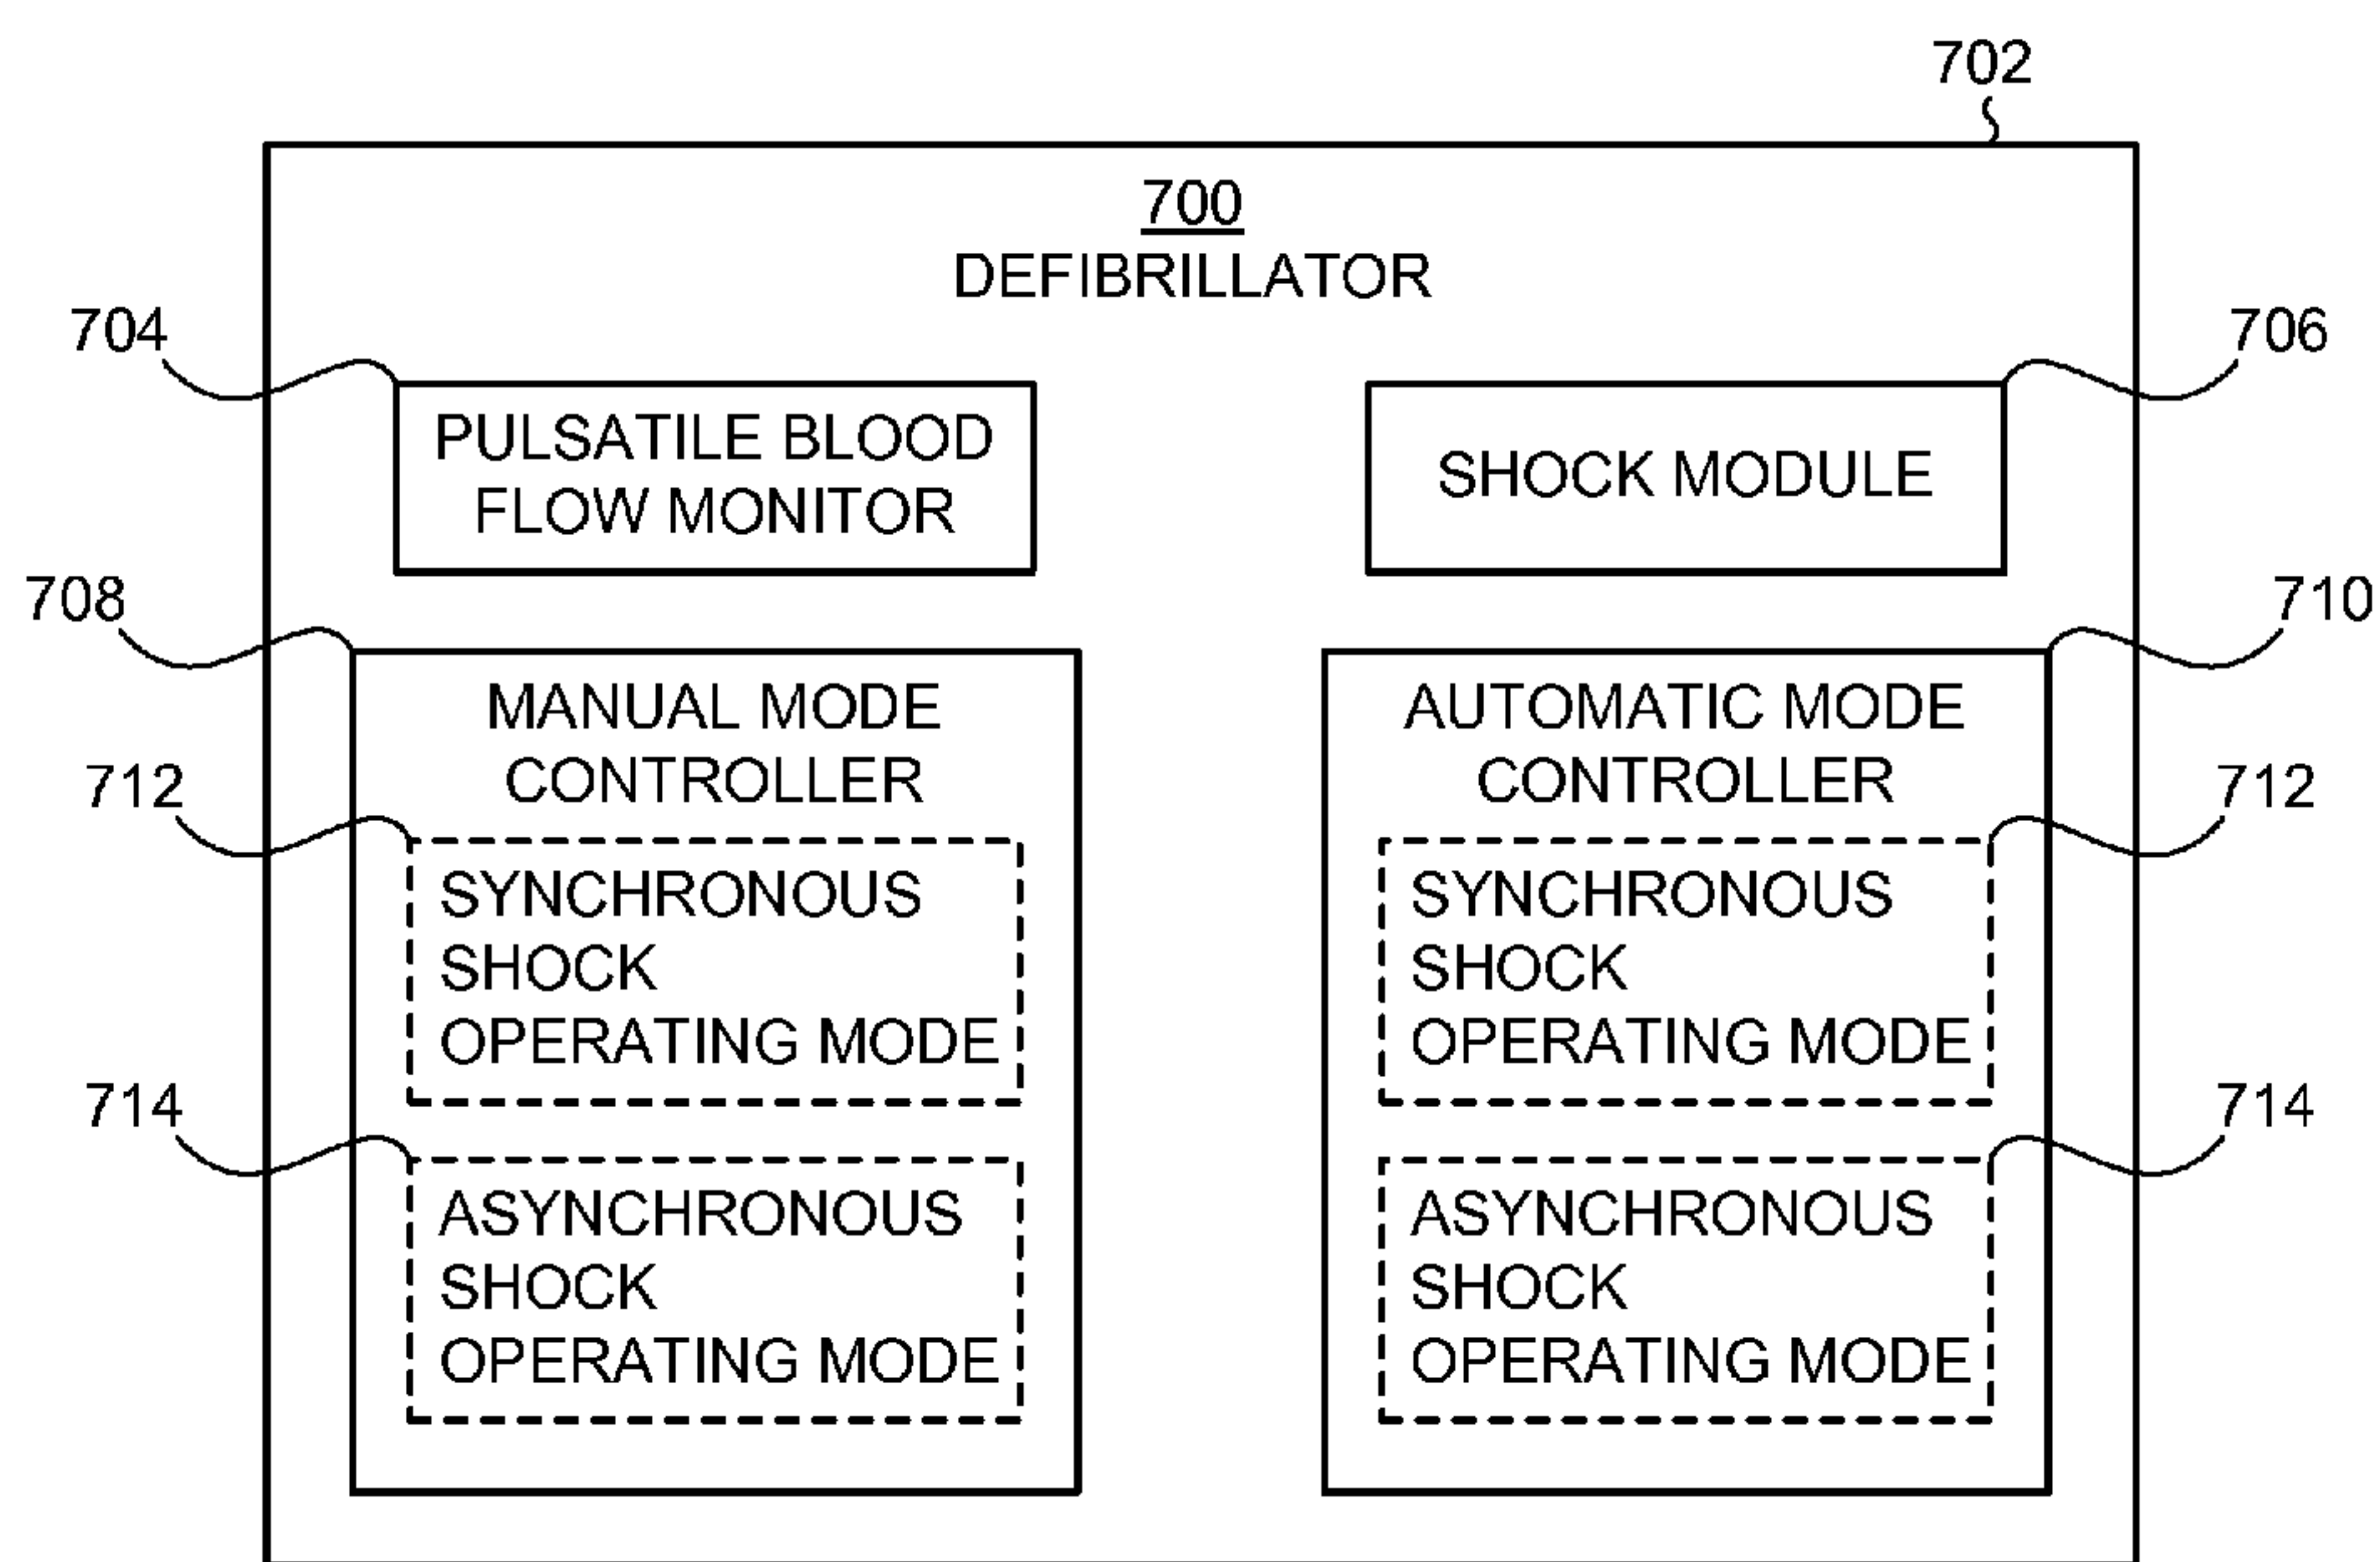 702
700
DEFIBRILLATOR
704
706
PULSATILE BLOOD
FLOW MONITOR
SHOCK MODULE
708
710
MANUAL MODE
CONTROLLER
AUTOMATIC MODE
CONTROLLER
712
712
SYNCHRONOUS
SHOCK
OPERATING MODE
SYNCHRONOUS
SHOCK
OPERATING MODE
714
714
ASYNCHRONOUS
SHOCK
OPERATING MODE
ASYNCHRONOUS
SHOCK
OPERATING MODE